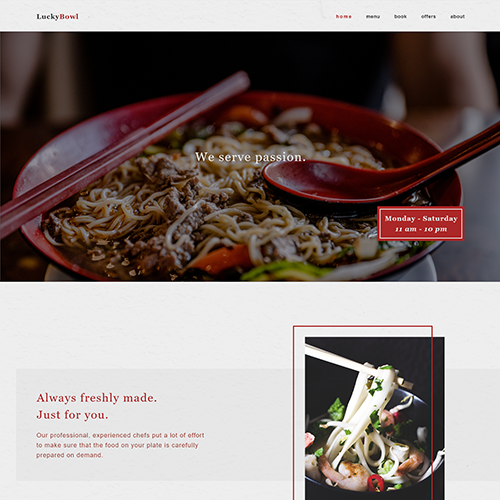 LuckyBowl
home menu book offers about
We serve passion.
Monday - Saturday
11 am - 10 pm
Always freshly made.
Just for you.
Our professional, experienced chefs put a lot of effort
to make sure that the food on your plate is carefully
prepared on demand.